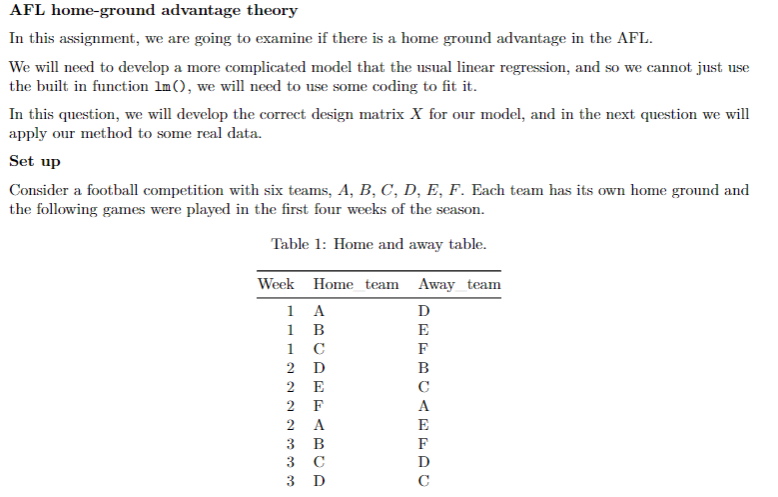 AFL home-ground advantage theory
In this assignment, we are going to examine if there is a home ground advantage in the AFL.
We will need to develop a more complicated model that the usual linear regression, and so we cannot just use
the built in function lm(), we will need to use some coding to fit it.
In this question, we will develop the correct design matrix X for our model, and in the next question we will
apply our method to some real data.
Set up
Consider a football competition with six teams, A, B, C, D, E, F. Each team has its own home ground and
the following games were played in the first four weeks of the season.
Table 1: Home and away table.
Week Home_team Away_team
1 A D
1 B E
1 C F
2 D B
2 E C
2 F A
2 A E
3 B F
3 C D
3 D C